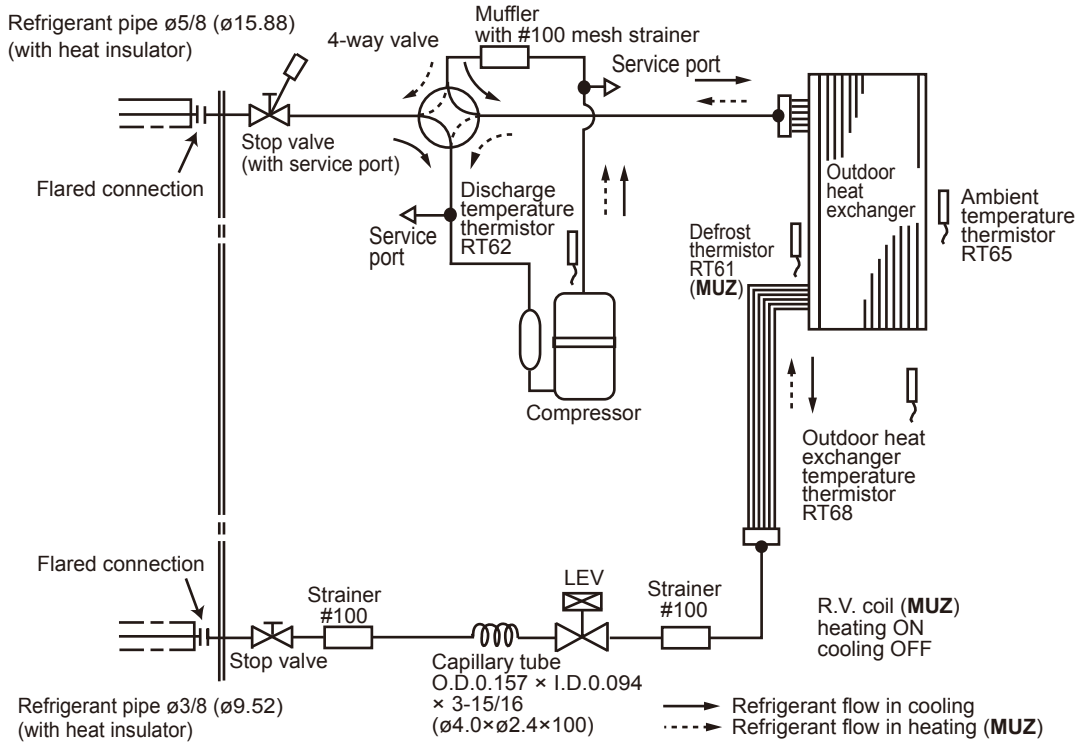 Refrigerant pipe ø5/8 (ø15.88)
(with heat insulator)
4-way valve
Muffler
with #100 mesh strainer
Service port
Stop valve
(with service port)
Flared connection
Discharge
temperature
thermistor
RT62
Service
port
Outdoor
heat
exchanger
Ambient
temperature
thermistor
RT65
Defrost
thermistor
RT61
(MUZ)
Compressor
Outdoor heat
exchanger
temperature
thermistor
RT68
Flared connection
Strainer
#100
LEV
Strainer
#100
R.V. coil (MUZ)
heating ON
cooling OFF
Stop valve
Capillary tube
O.D.0.157 × I.D.0.094
× 3-15/16
(ø4.0×ø2.4×100)
Refrigerant pipe ø3/8 (ø9.52)
(with heat insulator)
Refrigerant flow in cooling
Refrigerant flow in heating (MUZ)